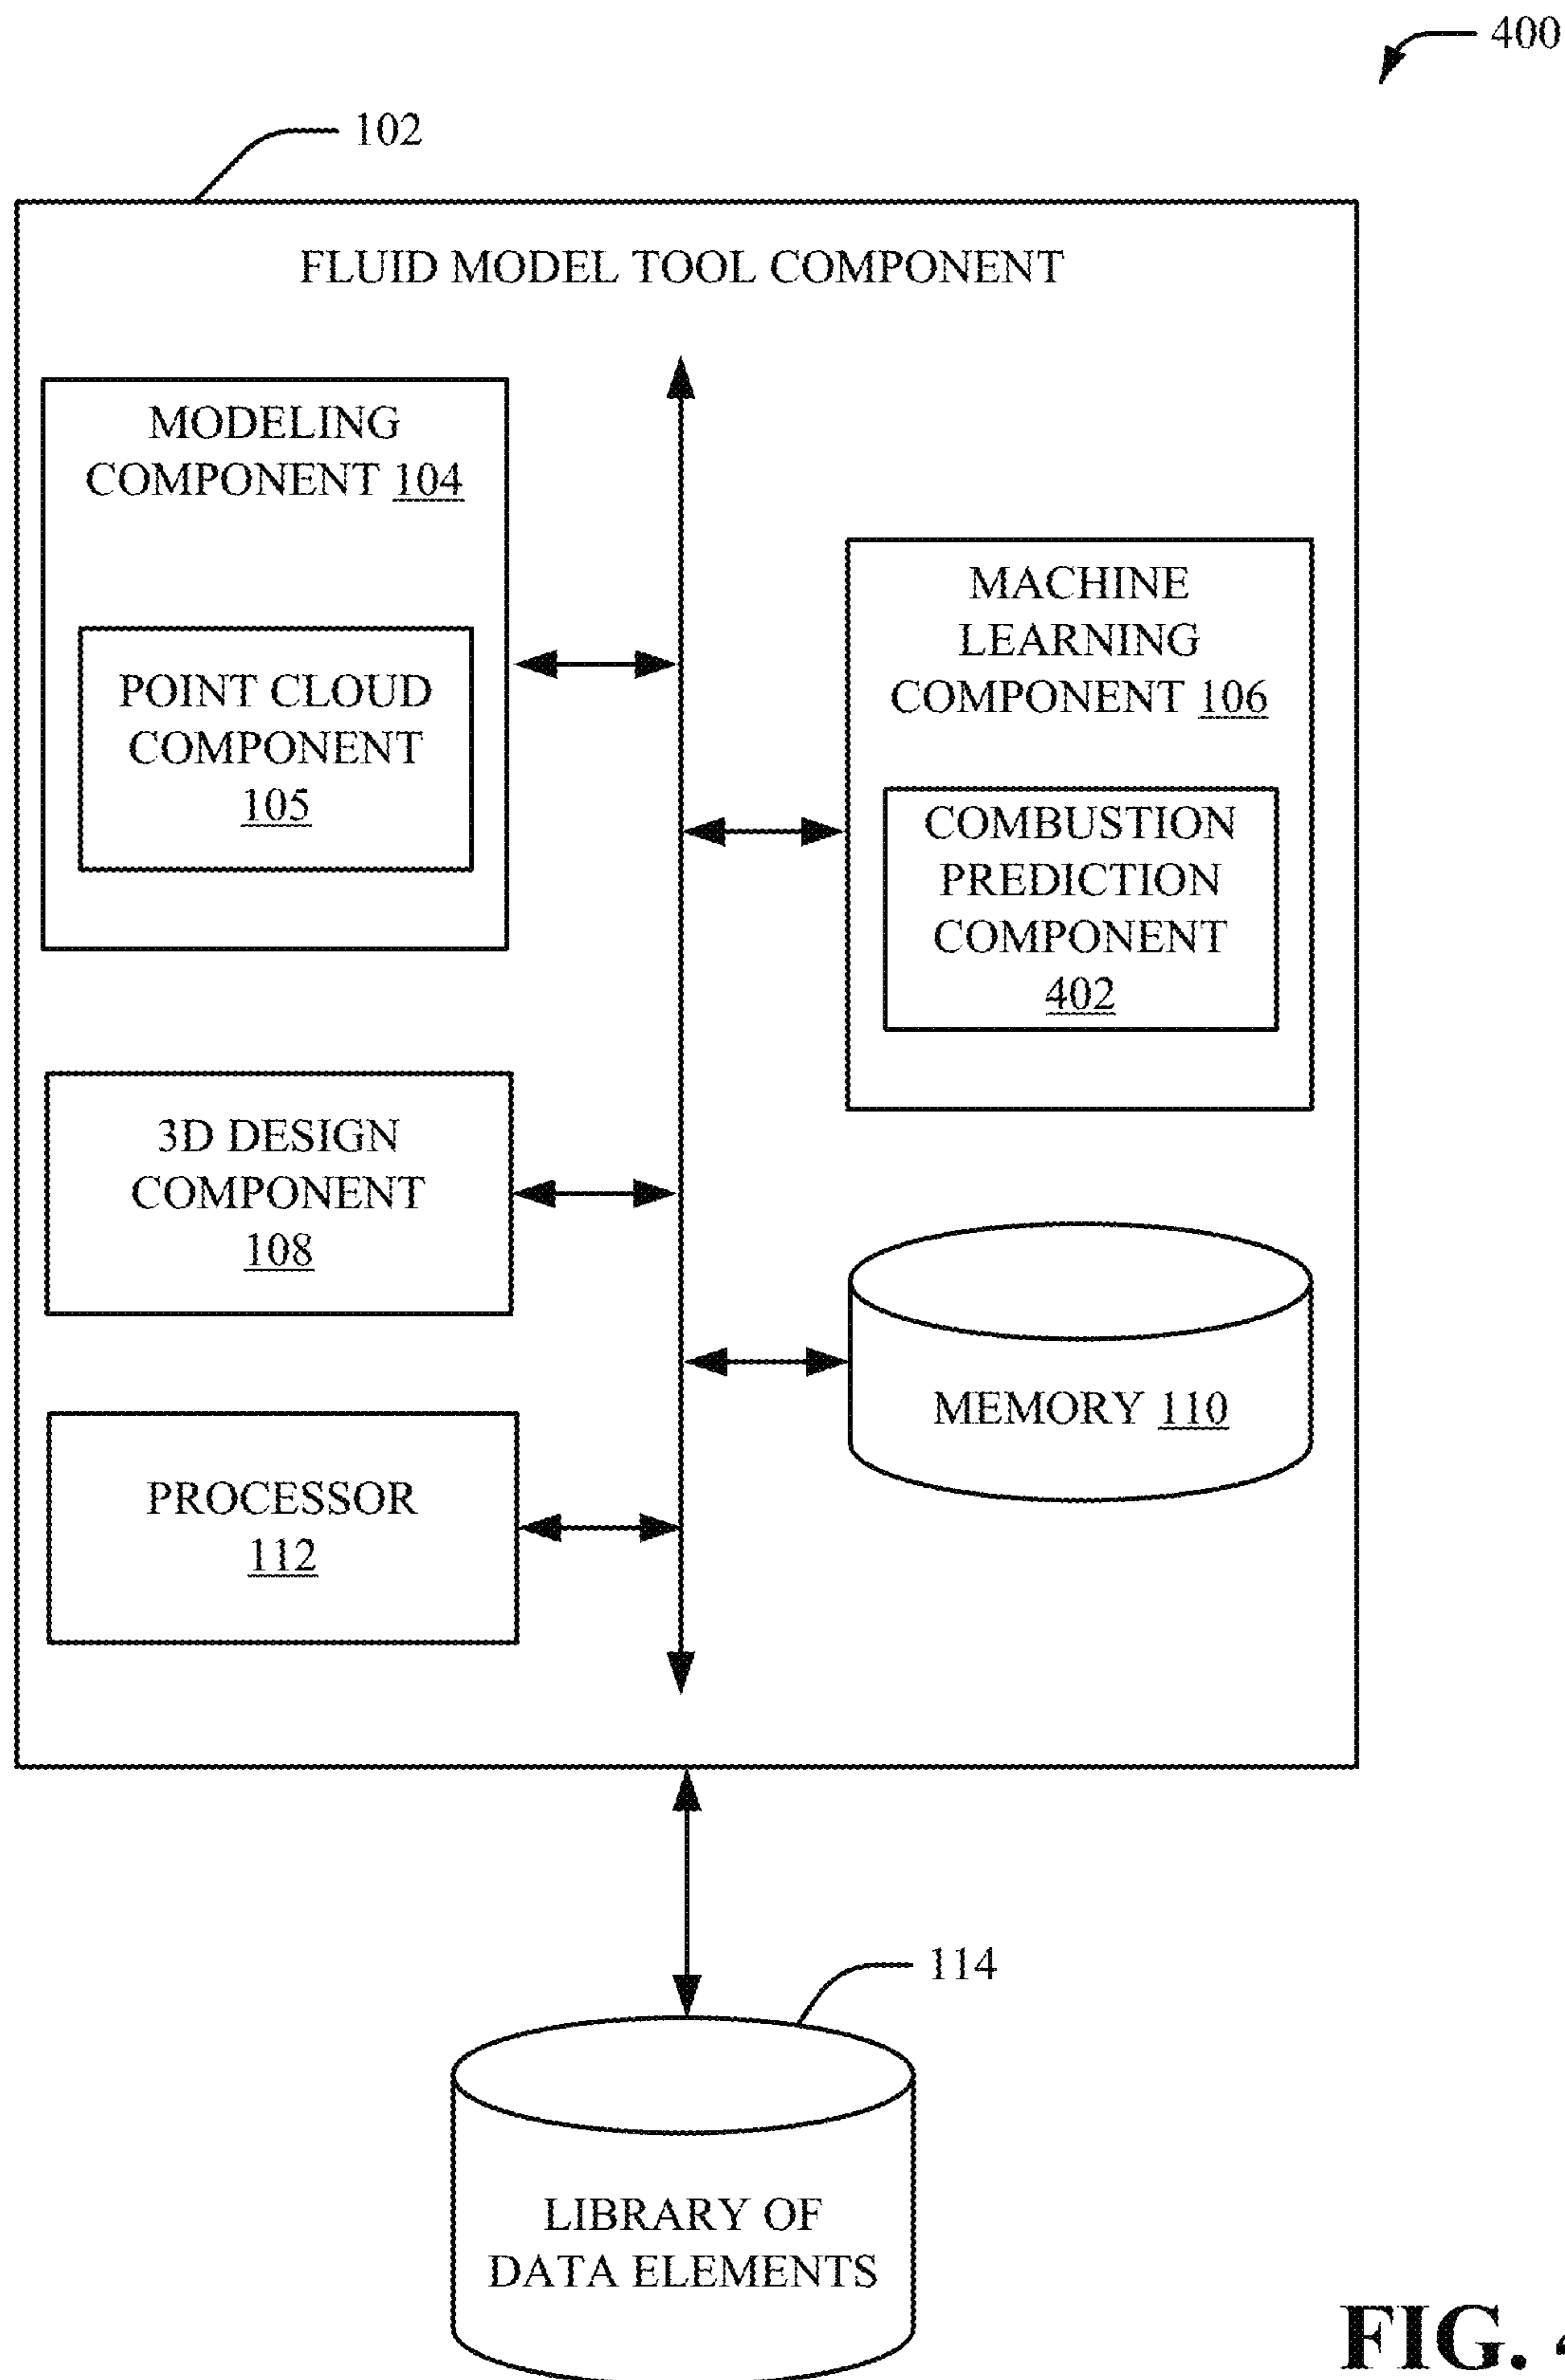 400
102
FLUID MODEL TOOL COMPONENT
MODELING
COMPONENT 104
POINT CLOUD
COMPONENT
105
MACHINE
LEARNING
COMPONENT 106
COMBUSTION
PREDICTION
COMPONENT
402
3D DESIGN
COMPONENT
108
MEMORY 110
PROCESSOR
112
114
LIBRARY OF
DATA ELEMENTS
FIG. 4